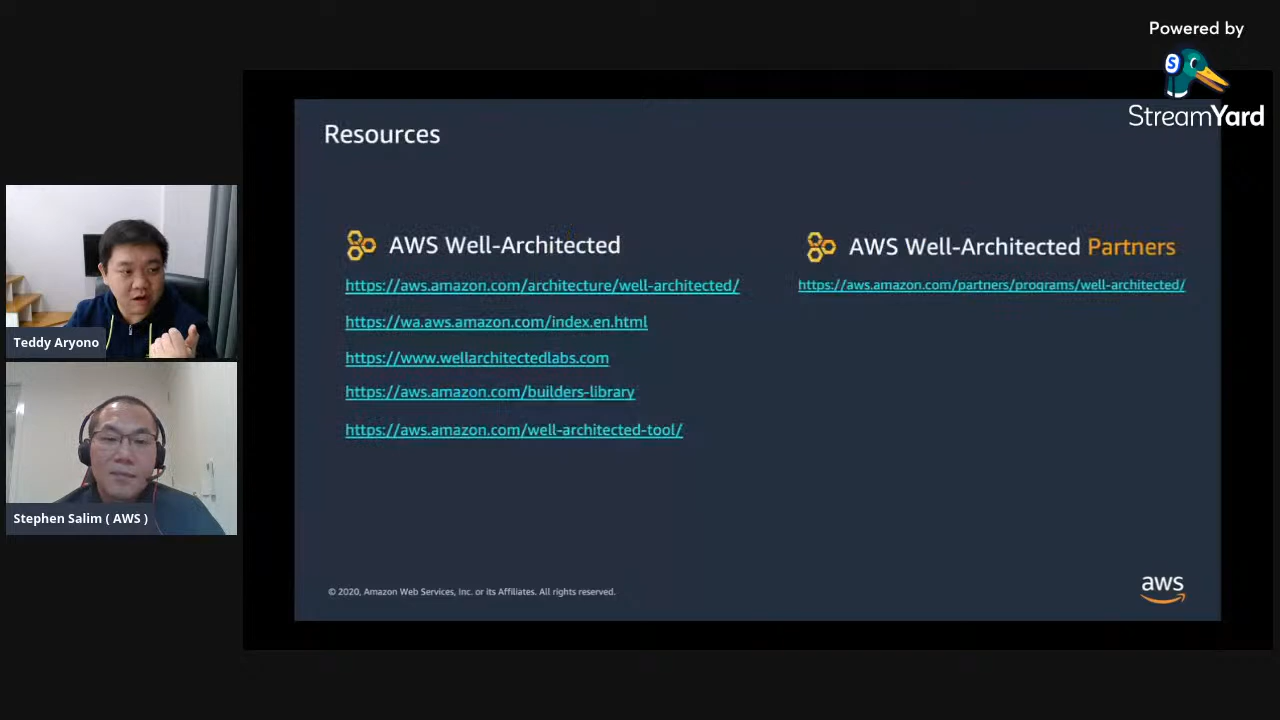 Powered by
StreamYard
Resources
AWS Well-Architected
https://aws.amazon.com/architecture/well-architected/
https://wa.aws.amazon.com/index.en.html
https://www.wellarchitectedlabs.com
https://aws.amazon.com/builders-library
https://aws.amazon.com/well-architected-tool/
AWS Well-Architected Partners
https://aws.amazon.com/partners/programs/well-architected/
Teddy Aryono
Stephen Salim ( AWS )
© 2020, Amazon Web Services, Inc. or its Affiliates. All rights reserved.
aws